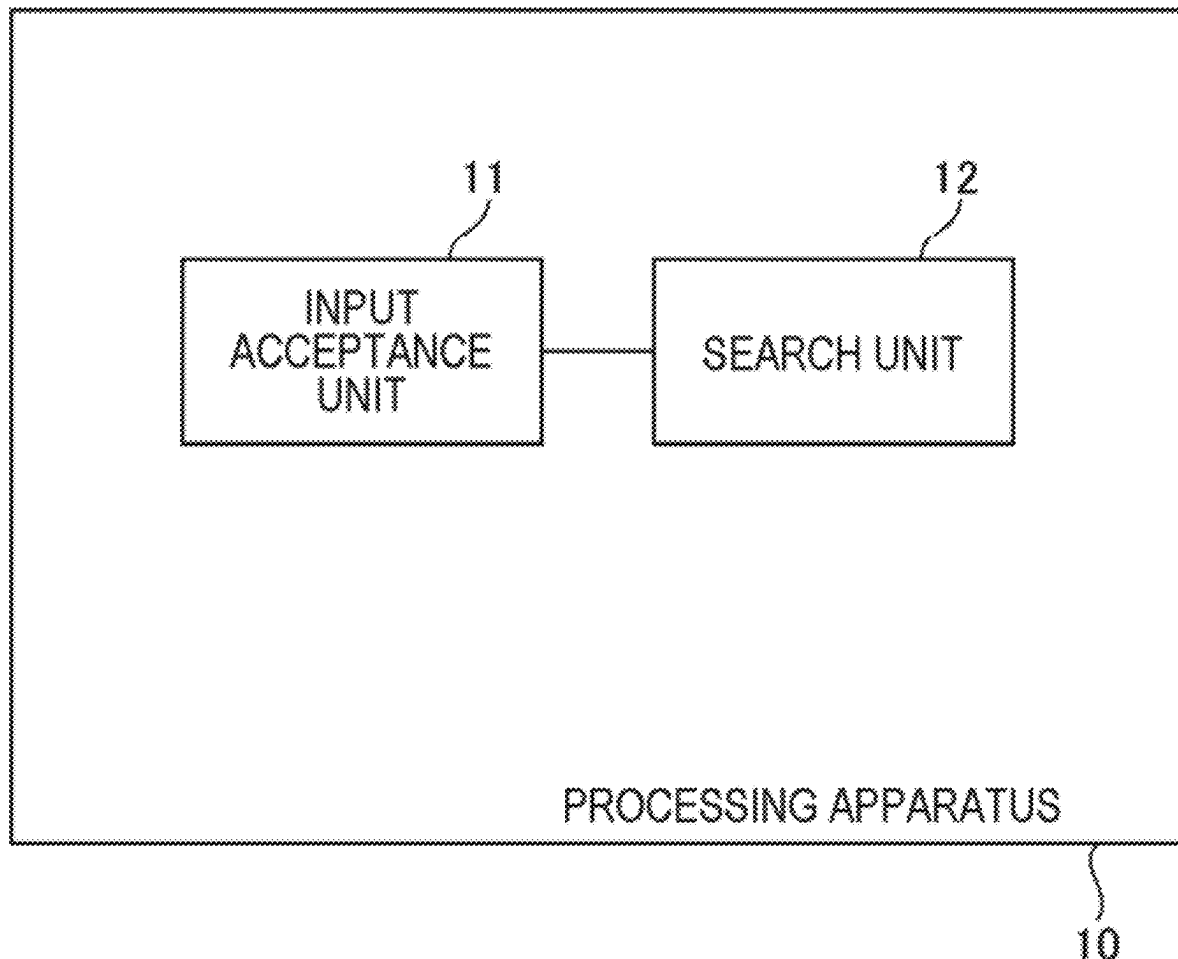 11
12
INPUT
ACCEPTANCE
UNIT
SEARCH UNIT
PROCESSING APPARATUS
10